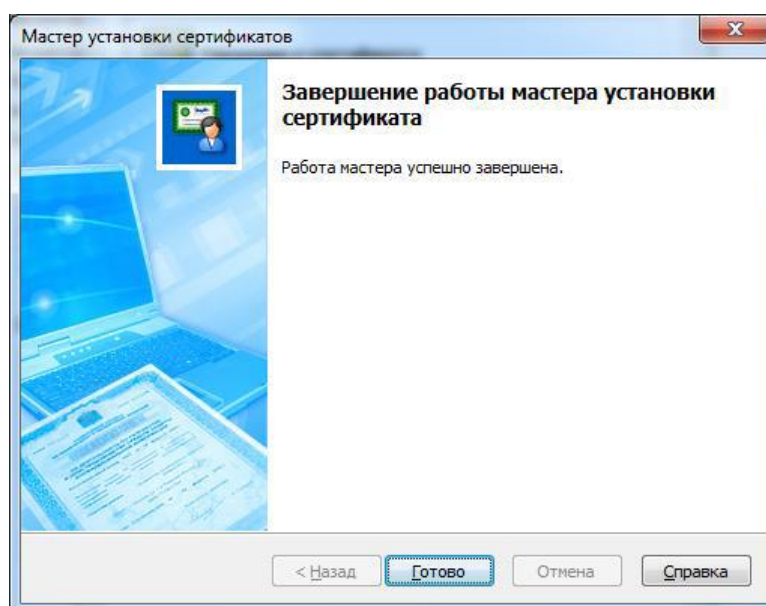 Мастер установки сертификатов
Завершение работы мастера установки
сертификата
Работа мастера успешно завершена.
< Назад
Готово
Отмена
Справка